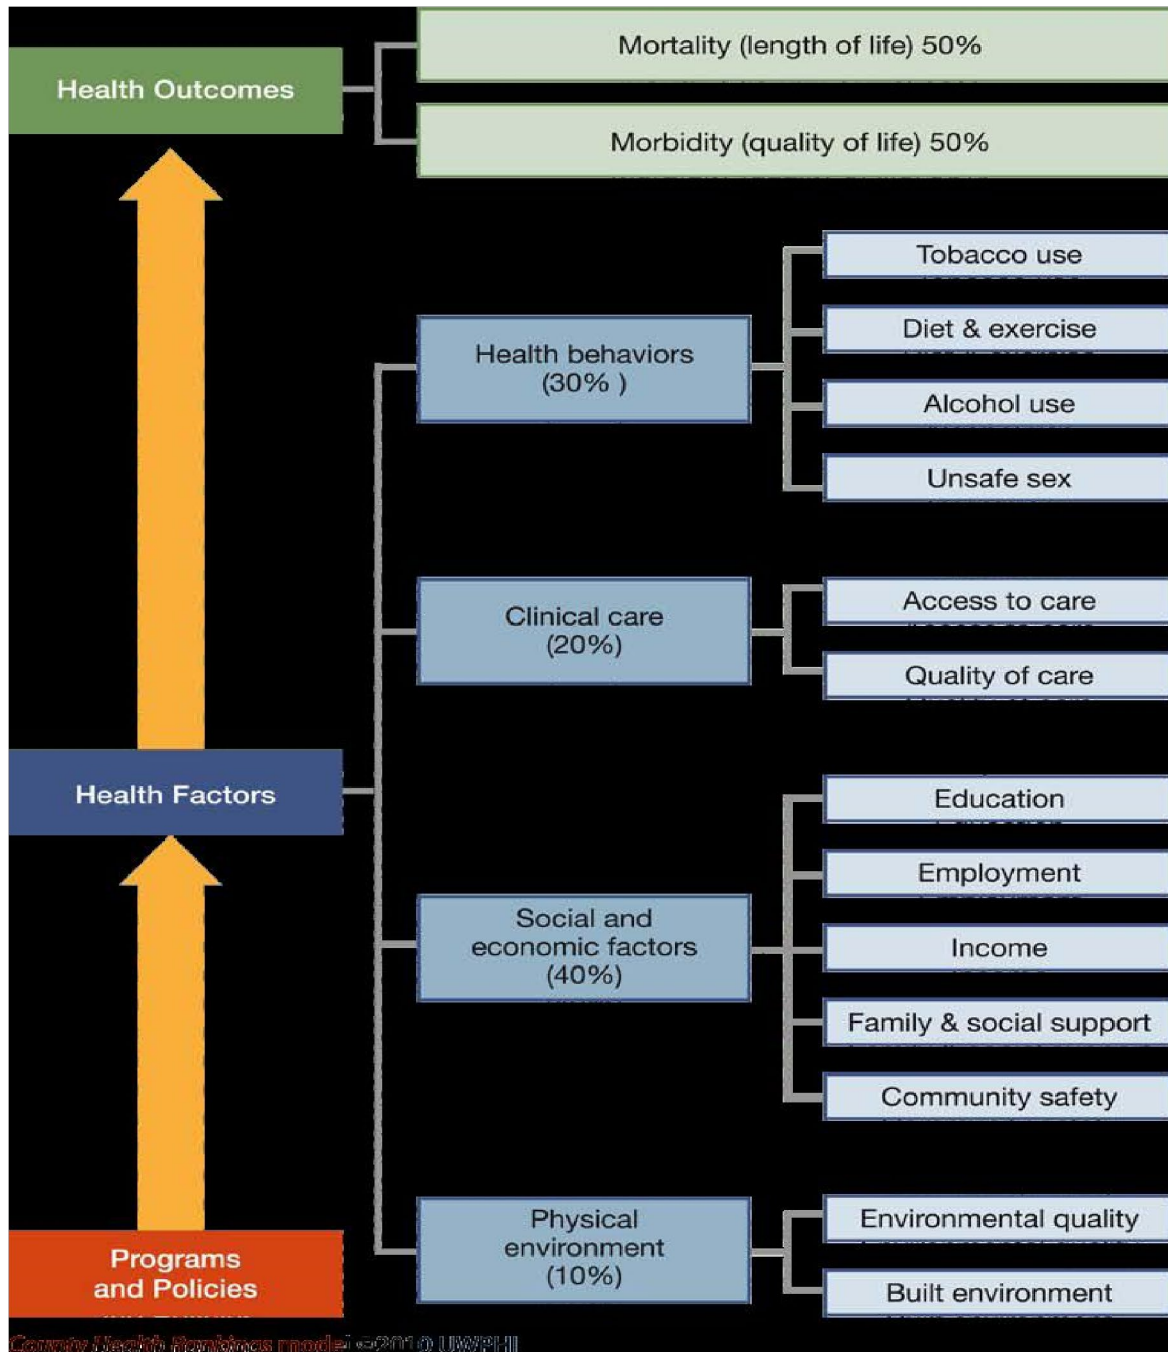 Health Outcomes
Mortality (length of life) 50%
Morbidity (quality of life) 50%
Tobacco use
Diet & exercise
Health behaviors
(30% )
Alcohol use
Unsafe sex
Clinical care
(20%)
Access to care
Quality of care
Health Factors
Education
Employment
Social and
economic factors
(40%)
Income
Family & social support
Community safety
Physical
environment
(10%)
Environmental quality
Built environment
Programs
and Policies
County Health Rankings model ©2010 UWPHI